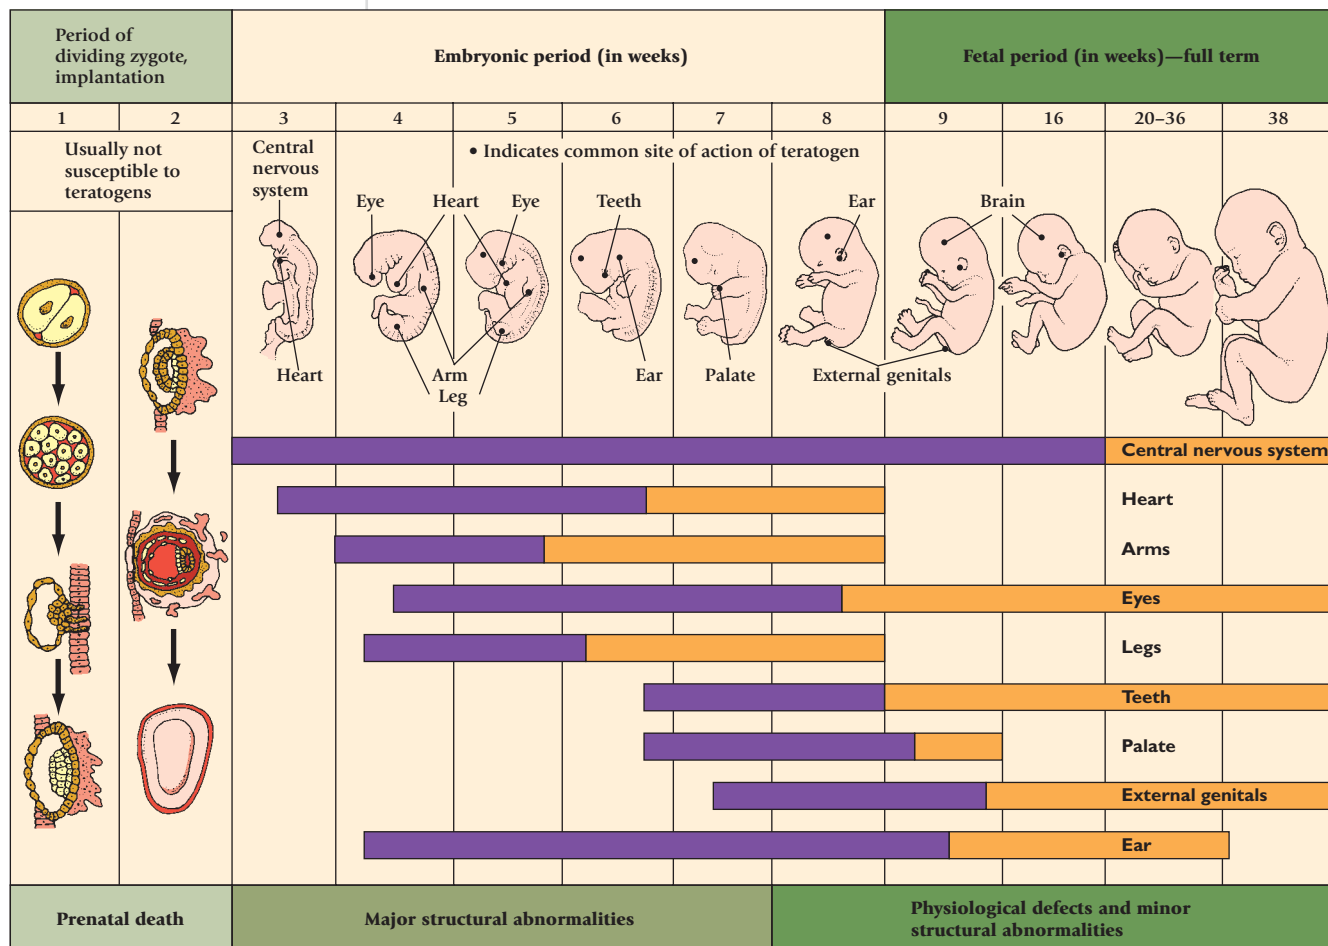 Period of
dividing zygote,
implantation
Embryonic period (in weeks)
Fetal period (in weeks)—full term
1
2
3
4
5
6
7
8
9
16
20–36
38
Usually not
susceptible to
teratogens
Central
nervous
system
• Indicates common site of action of teratogen
Eye
Heart
Eye
Teeth
Ear
Brain
Heart
Arm
Leg
Ear
Palate
External genitals
Central nervous system
Heart
Arms
Eyes
Legs
Teeth
Palate
External genitals
Ear
Prenatal death
Major structural abnormalities
Physiological defects and minor
structural abnormalities